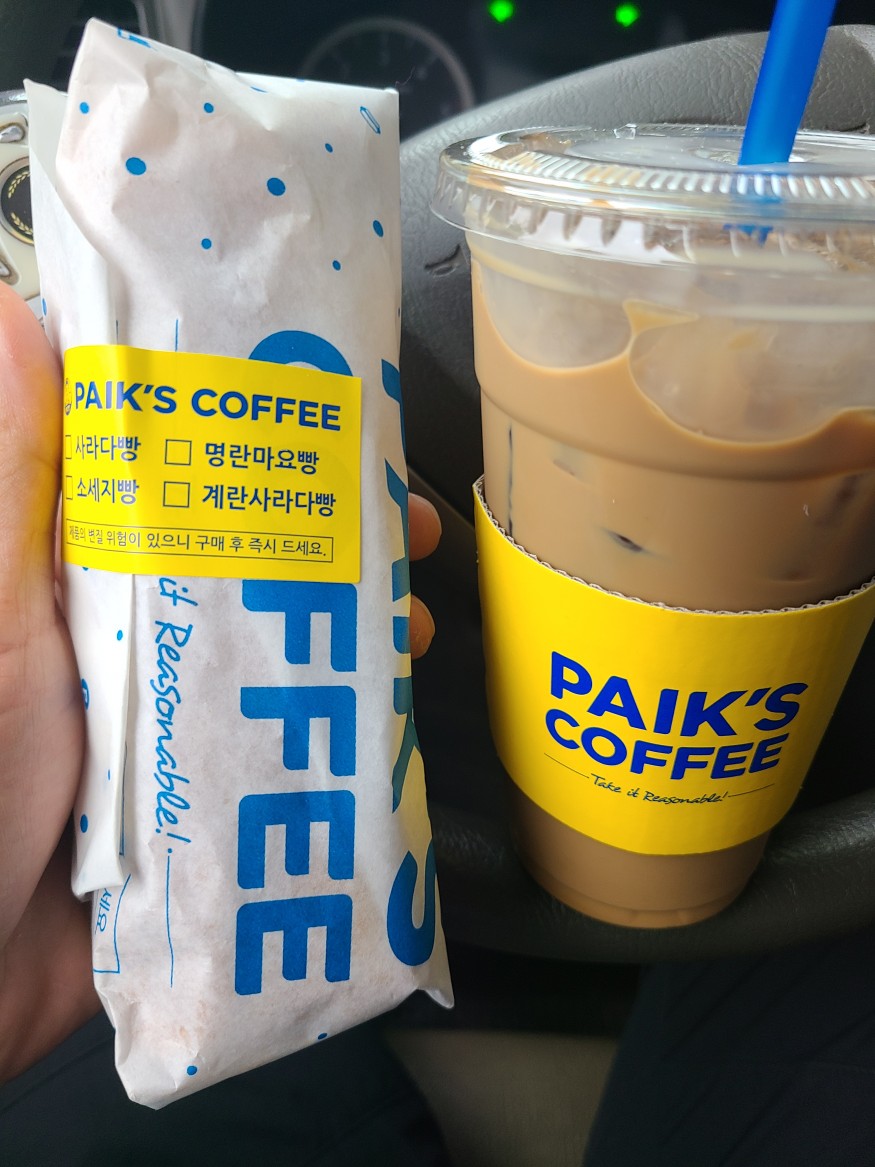 PAIK'S COFFEE
사라다빵 □ 명란마요빵
소세지빵 □ 계란사라다빵
제품의 변질 위험이 있으니 구매 후 즉시 드세요.
it Reasonable!
COFFEE
PAIK'S
PAIK'S
COFFEE
Take it Reasonable!